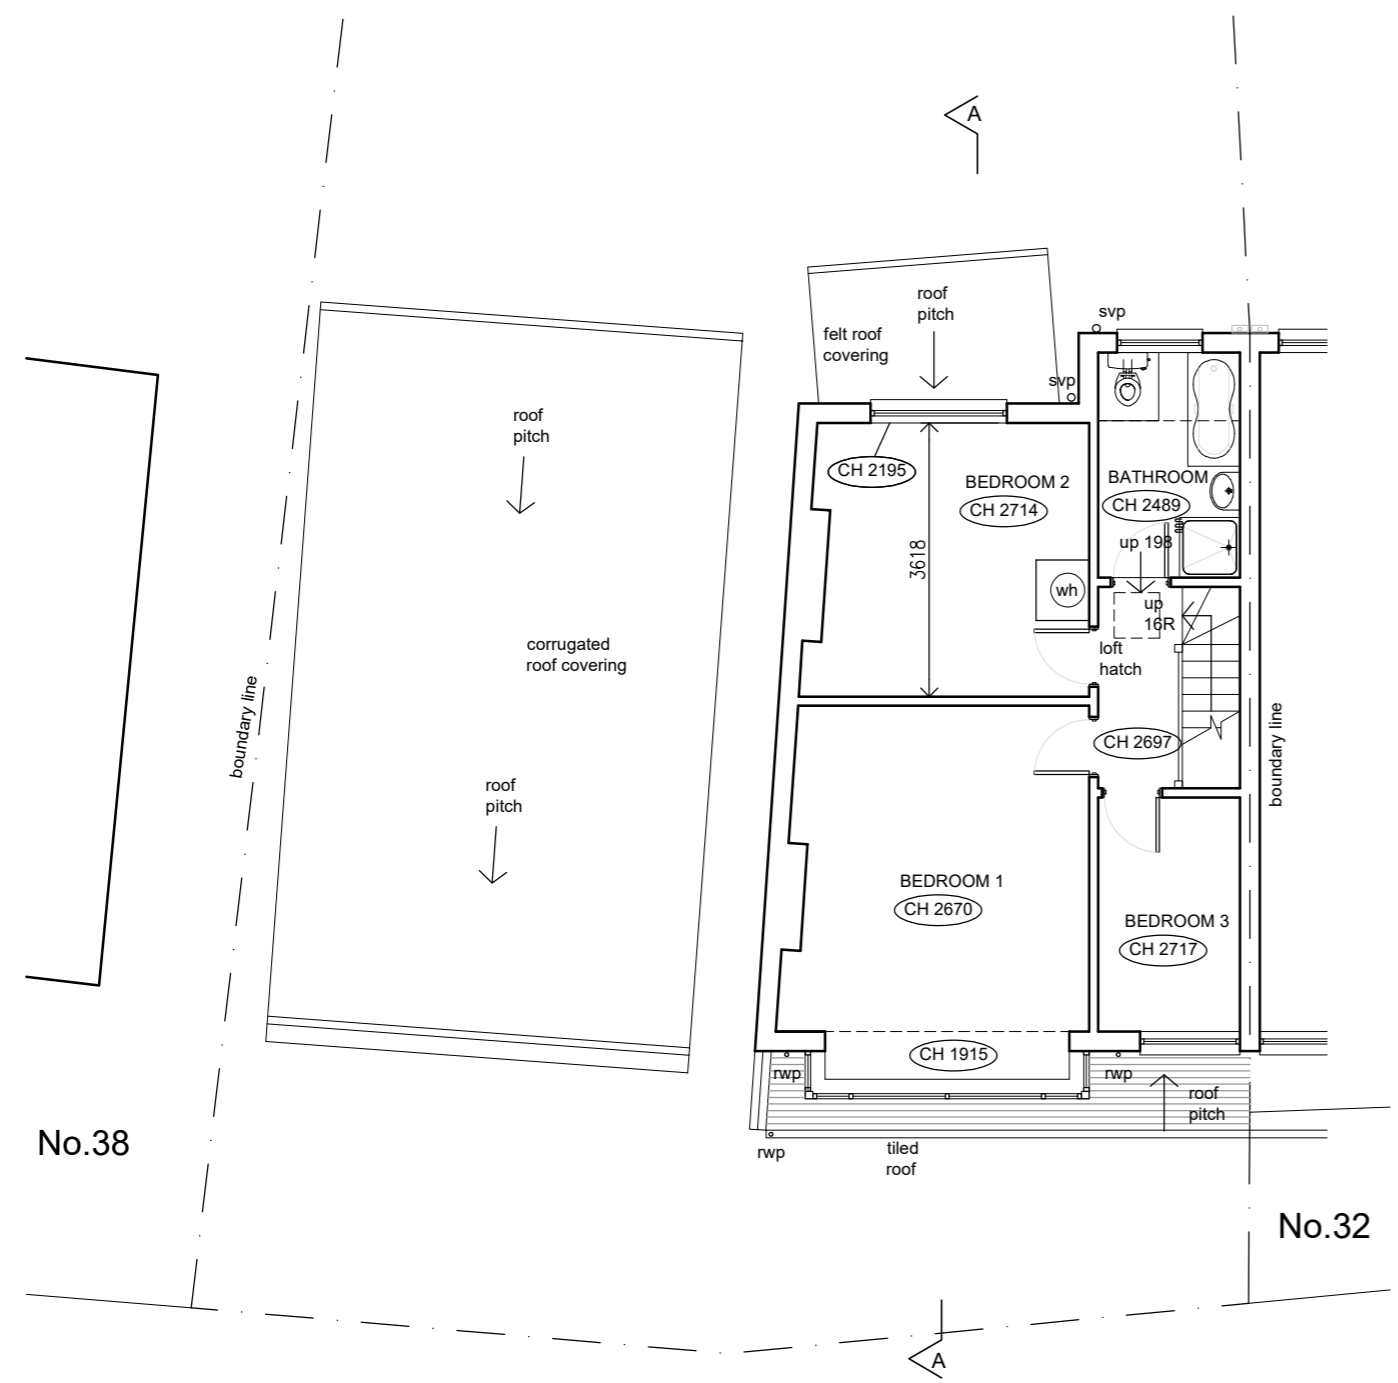 A
svp
roof
pitch
felt roof
covering
svp
roof
pitch
CH 2195
BEDROOM 2
CH 2714
BATHROOM
CH 2489
up 198
3618
wh
up
16R
loft
hatch
corrugated
roof covering
boundary line
CH 2697
boundary line
roof
pitch
BEDROOM 1
CH 2670
BEDROOM 3
CH 2717
CH 1915
rwp
rwp
roof
pitch
No.38
rwp
tiled
roof
No.32
A